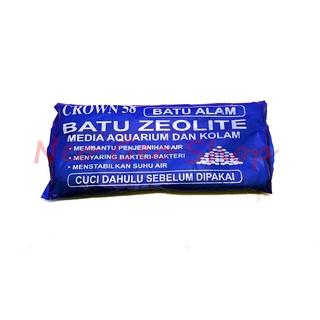 CROWN 58
BATU ALAM
BATU ZEOLITE
MEDIA AQUARIUM DAN KOLAM
• MEMBANTU PENJERNIHAN AIR
• MENYARING BAKTERI-BAKTERI
• MENSTABILKAN SUHU AIR
CUCI DAHULU SEBELUM DIPAKAI